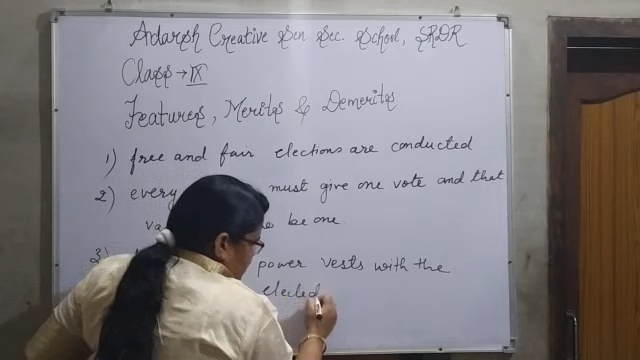 Adarsh Creative Sen Sec. School, SRDR
Class → IX
Features, Merits & Demerits
1) free and fair elections are conducted
2) every must give one vote and that
be one.
3) power vests with the
elected